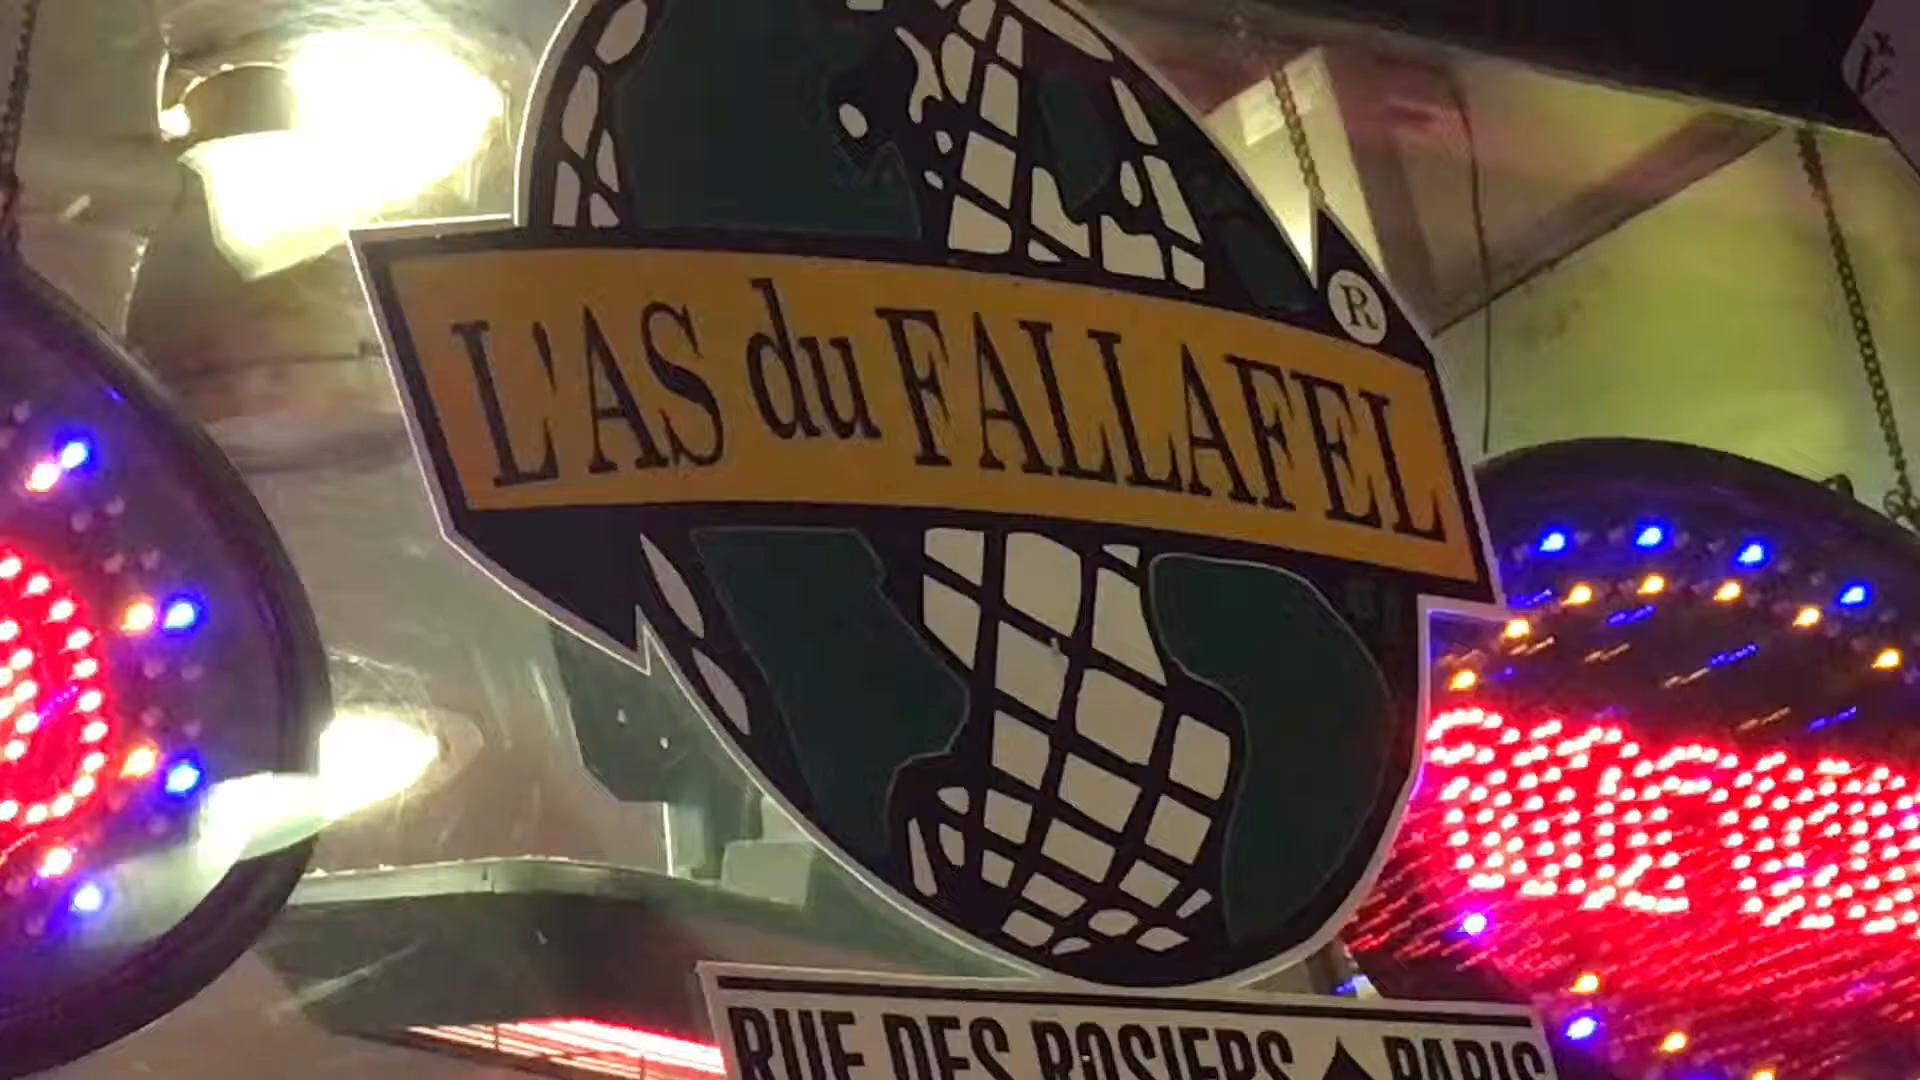 L'AS du FALLAFEL
®
RUE DES ROSIERS ♠ PARIS